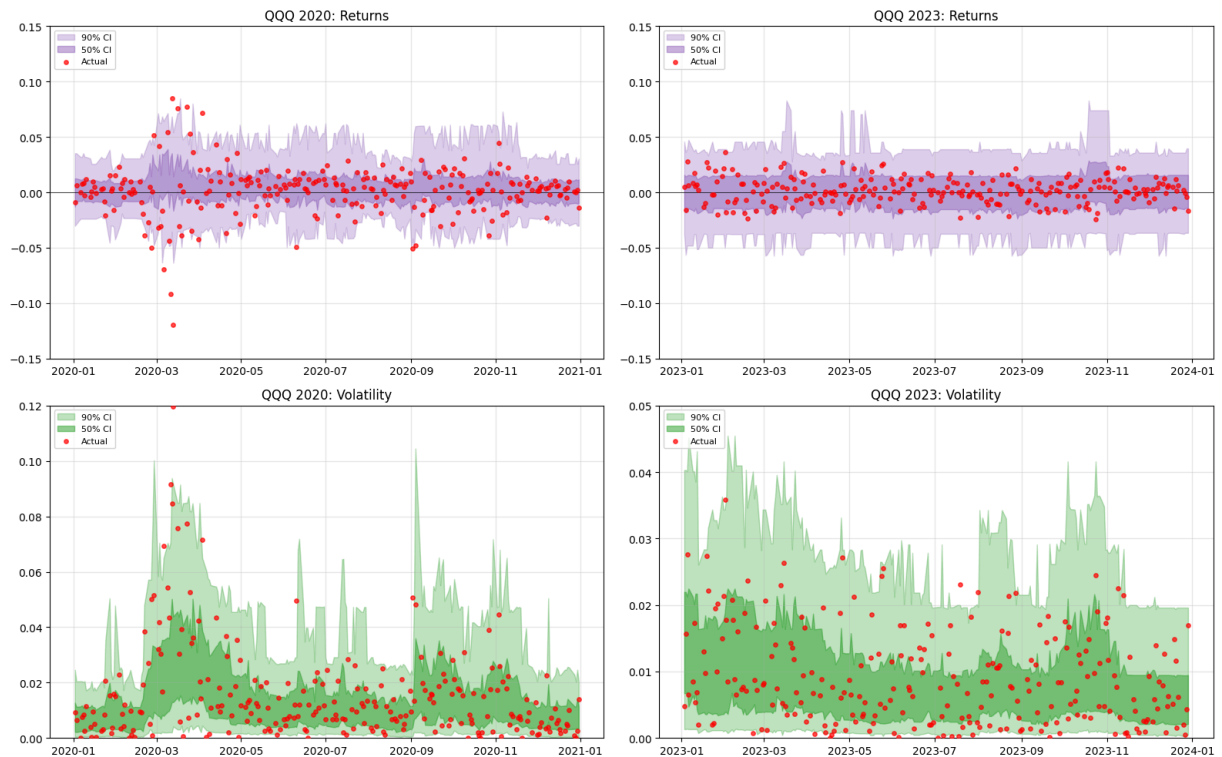 QQQ 2020: Returns
0.15
0.10
0.05
0.00
−0.05
−0.10
−0.15
90% CI
50% CI
Actual
2020-01 2020-03 2020-05 2020-07 2020-09 2020-11 2021-01
QQQ 2023: Returns
0.15
0.10
0.05
0.00
−0.05
−0.10
−0.15
90% CI
50% CI
Actual
2023-01 2023-03 2023-05 2023-07 2023-09 2023-11 2024-01
QQQ 2020: Volatility
0.12
0.10
0.08
0.06
0.04
0.02
0.00
90% CI
50% CI
Actual
2020-01 2020-03 2020-05 2020-07 2020-09 2020-11 2021-01
QQQ 2023: Volatility
0.05
0.04
0.03
0.02
0.01
0.00
90% CI
50% CI
Actual
2023-01 2023-03 2023-05 2023-07 2023-09 2023-11 2024-01